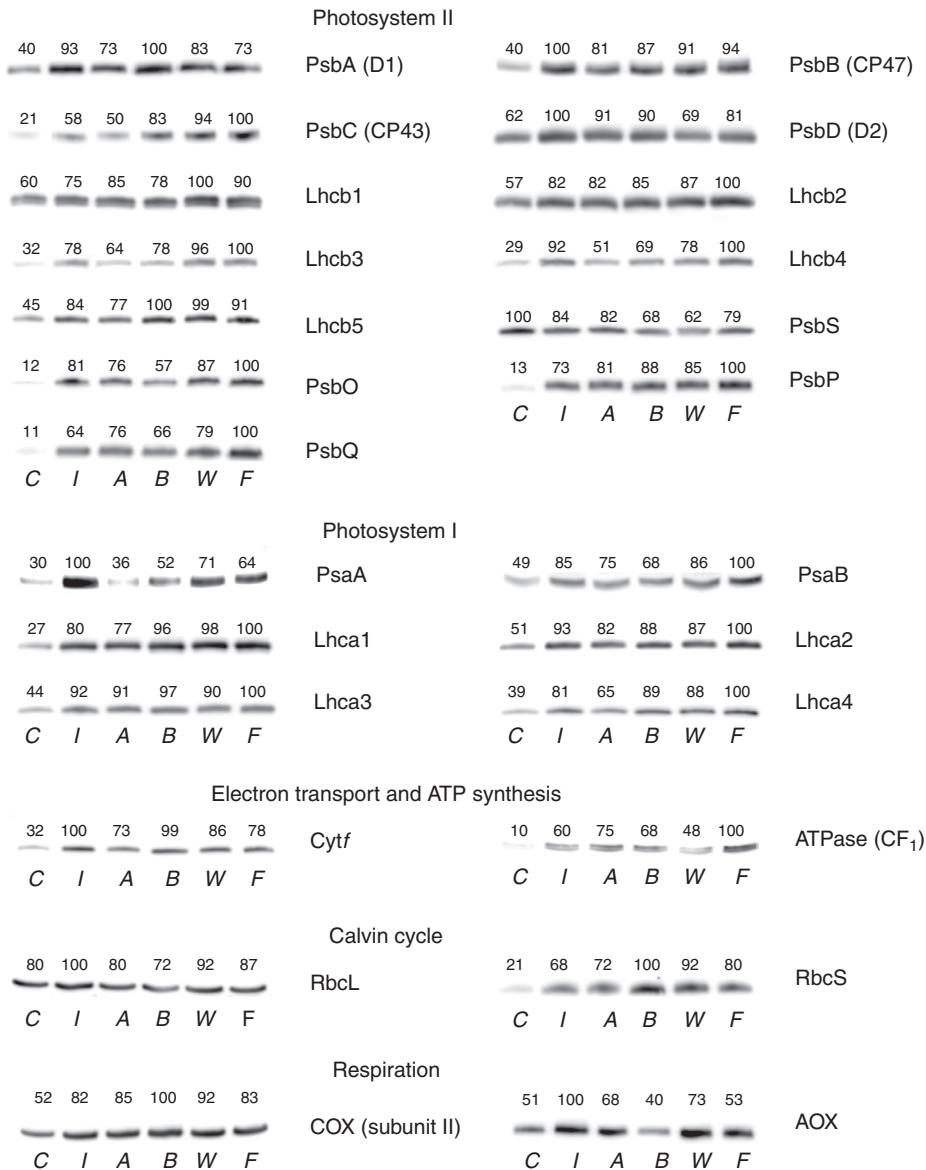 Photosystem II
40 93 73 100 83 73
PsbA (D1)
40 100 81 87 91 94
PsbB (CP47)
21 58 50 83 94 100
PsbC (CP43)
62 100 91 90 69 81
PsbD (D2)
60 75 85 78 100 90
Lhcb1
57 82 82 85 87 100
Lhcb2
32 78 64 78 96 100
Lhcb3
29 92 51 69 78 100
Lhcb4
45 84 77 100 99 91
Lhcb5
100 84 82 68 62 79
PsbS
12 81 76 57 87 100
PsbO
13 73 81 88 85 100
PsbP
C I A B W F
11 64 76 66 79 100
PsbQ
C I A B W F
Photosystem I
30 100 36 52 71 64
PsaA
49 85 75 68 86 100
PsaB
27 80 77 96 98 100
Lhca1
51 93 82 88 87 100
Lhca2
44 92 91 97 90 100
Lhca3
39 81 65 89 88 100
Lhca4
C I A B W F
C I A B W F
Electron transport and ATP synthesis
32 100 73 99 86 78
Cytf
10 60 75 68 48 100
ATPase (CF₁)
C I A B W F
C I A B W F
Calvin cycle
80 100 80 72 92 87
RbcL
21 68 72 100 92 80
RbcS
C I A B W F
C I A B W F
Respiration
52 82 85 100 92 83
COX (subunit II)
51 100 68 40 73 53
AOX
C I A B W F
C I A B W F